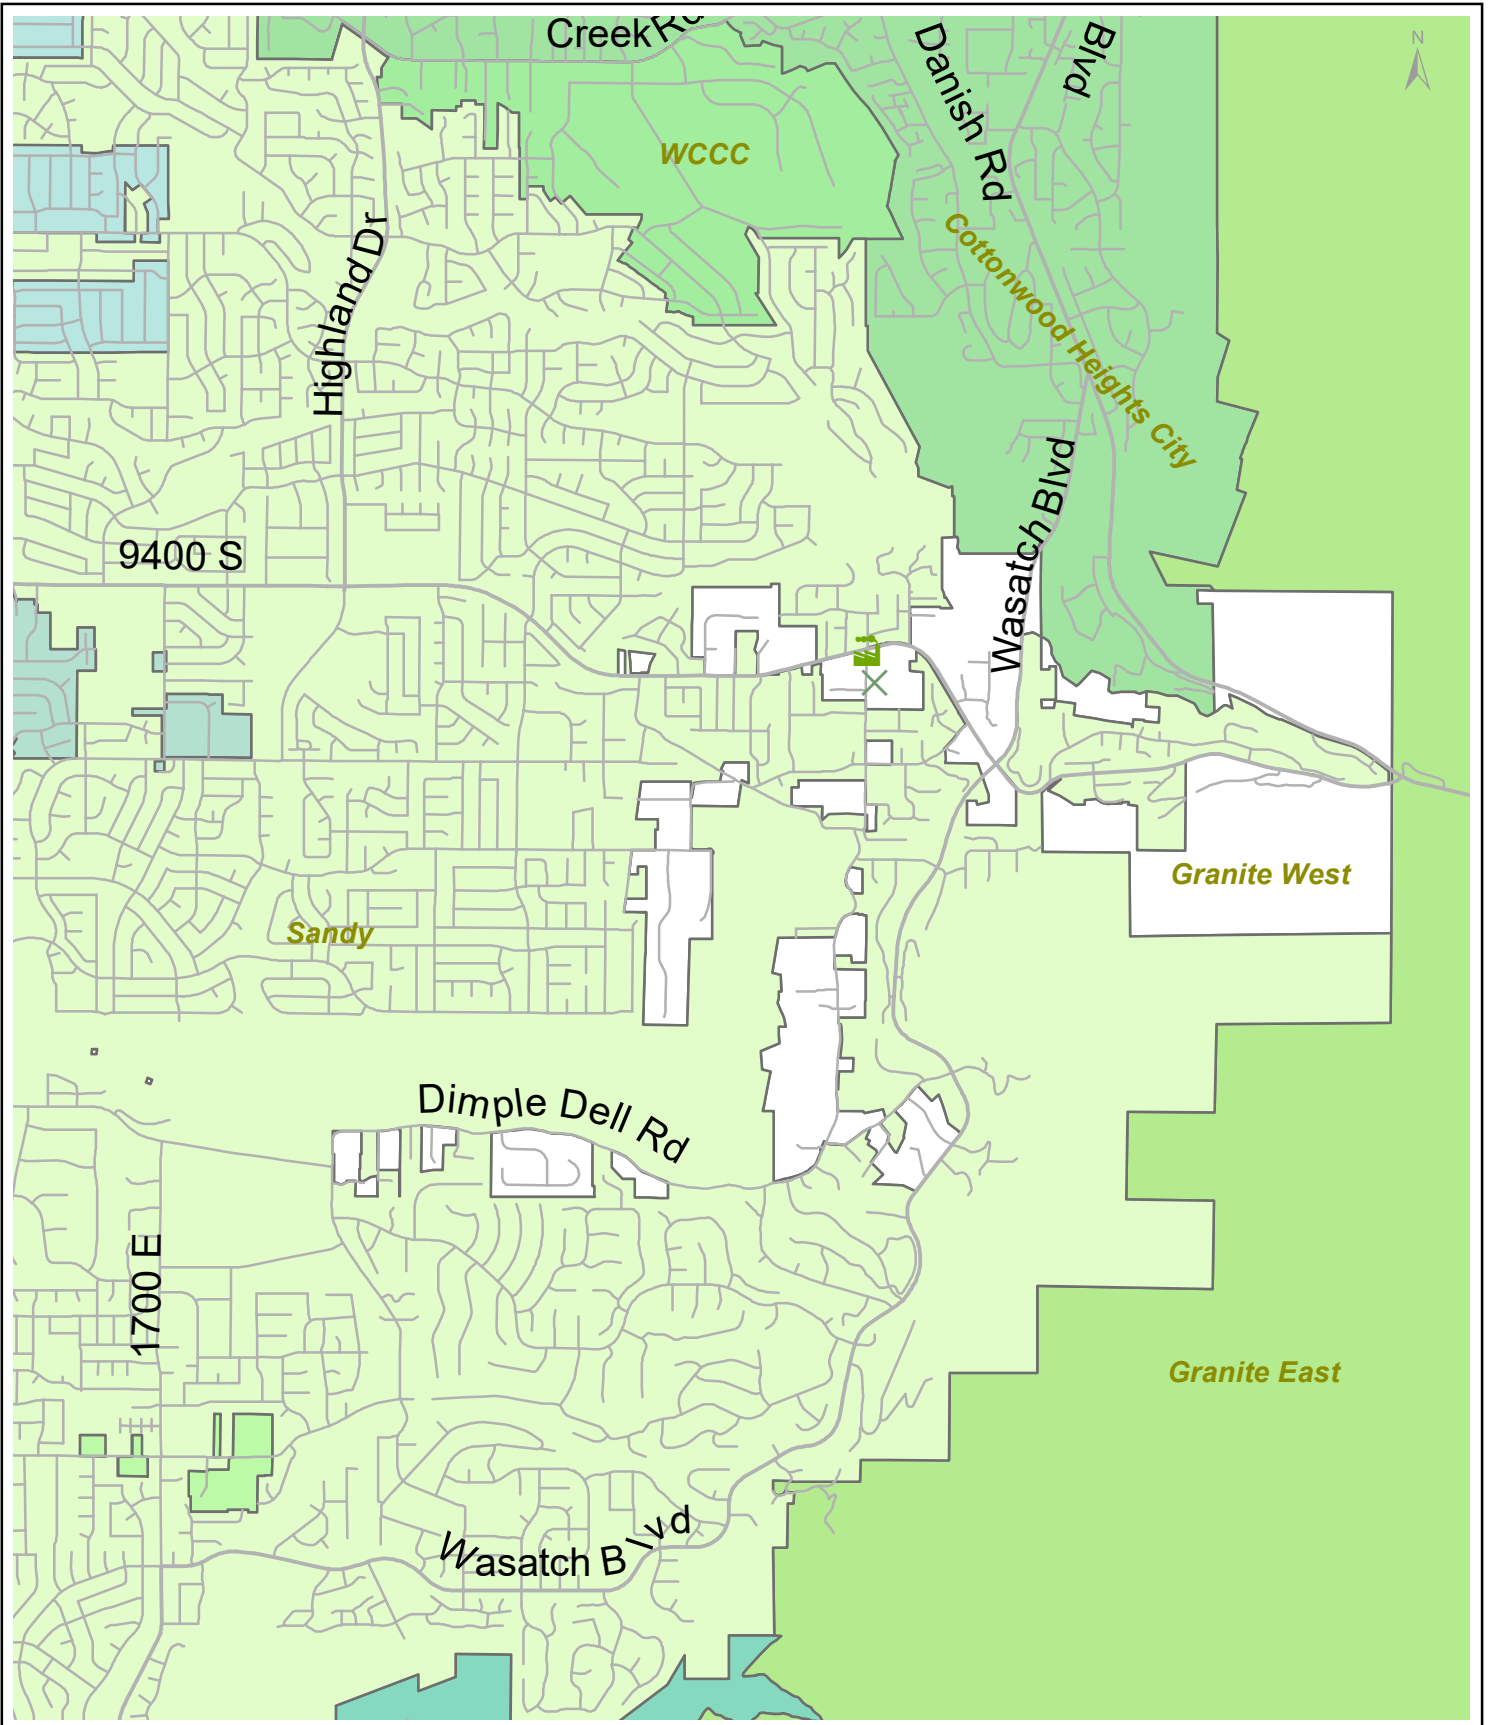 Creek Rd
Danish Rd
Blvd
N
WCCC
Cottonwood Heights City
Highland Dr
Wasatch Blvd
9400 S
Granite West
Sandy
Dimple Dell Rd
1700 E
Granite East
Wasatch Blvd